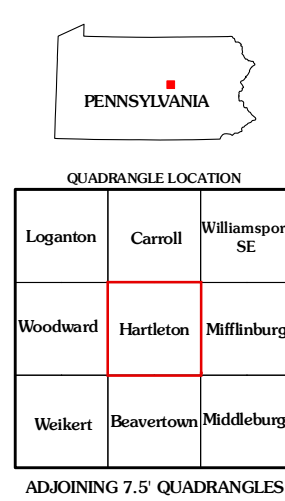 PENNSYLVANIA
QUADRANGLE LOCATION
Loganton Carroll Williamspor
SE
Woodward Hartleton Mifflinburg
Weikert Beavertown Middleburg
ADJOINING 7.5' QUADRANGLES